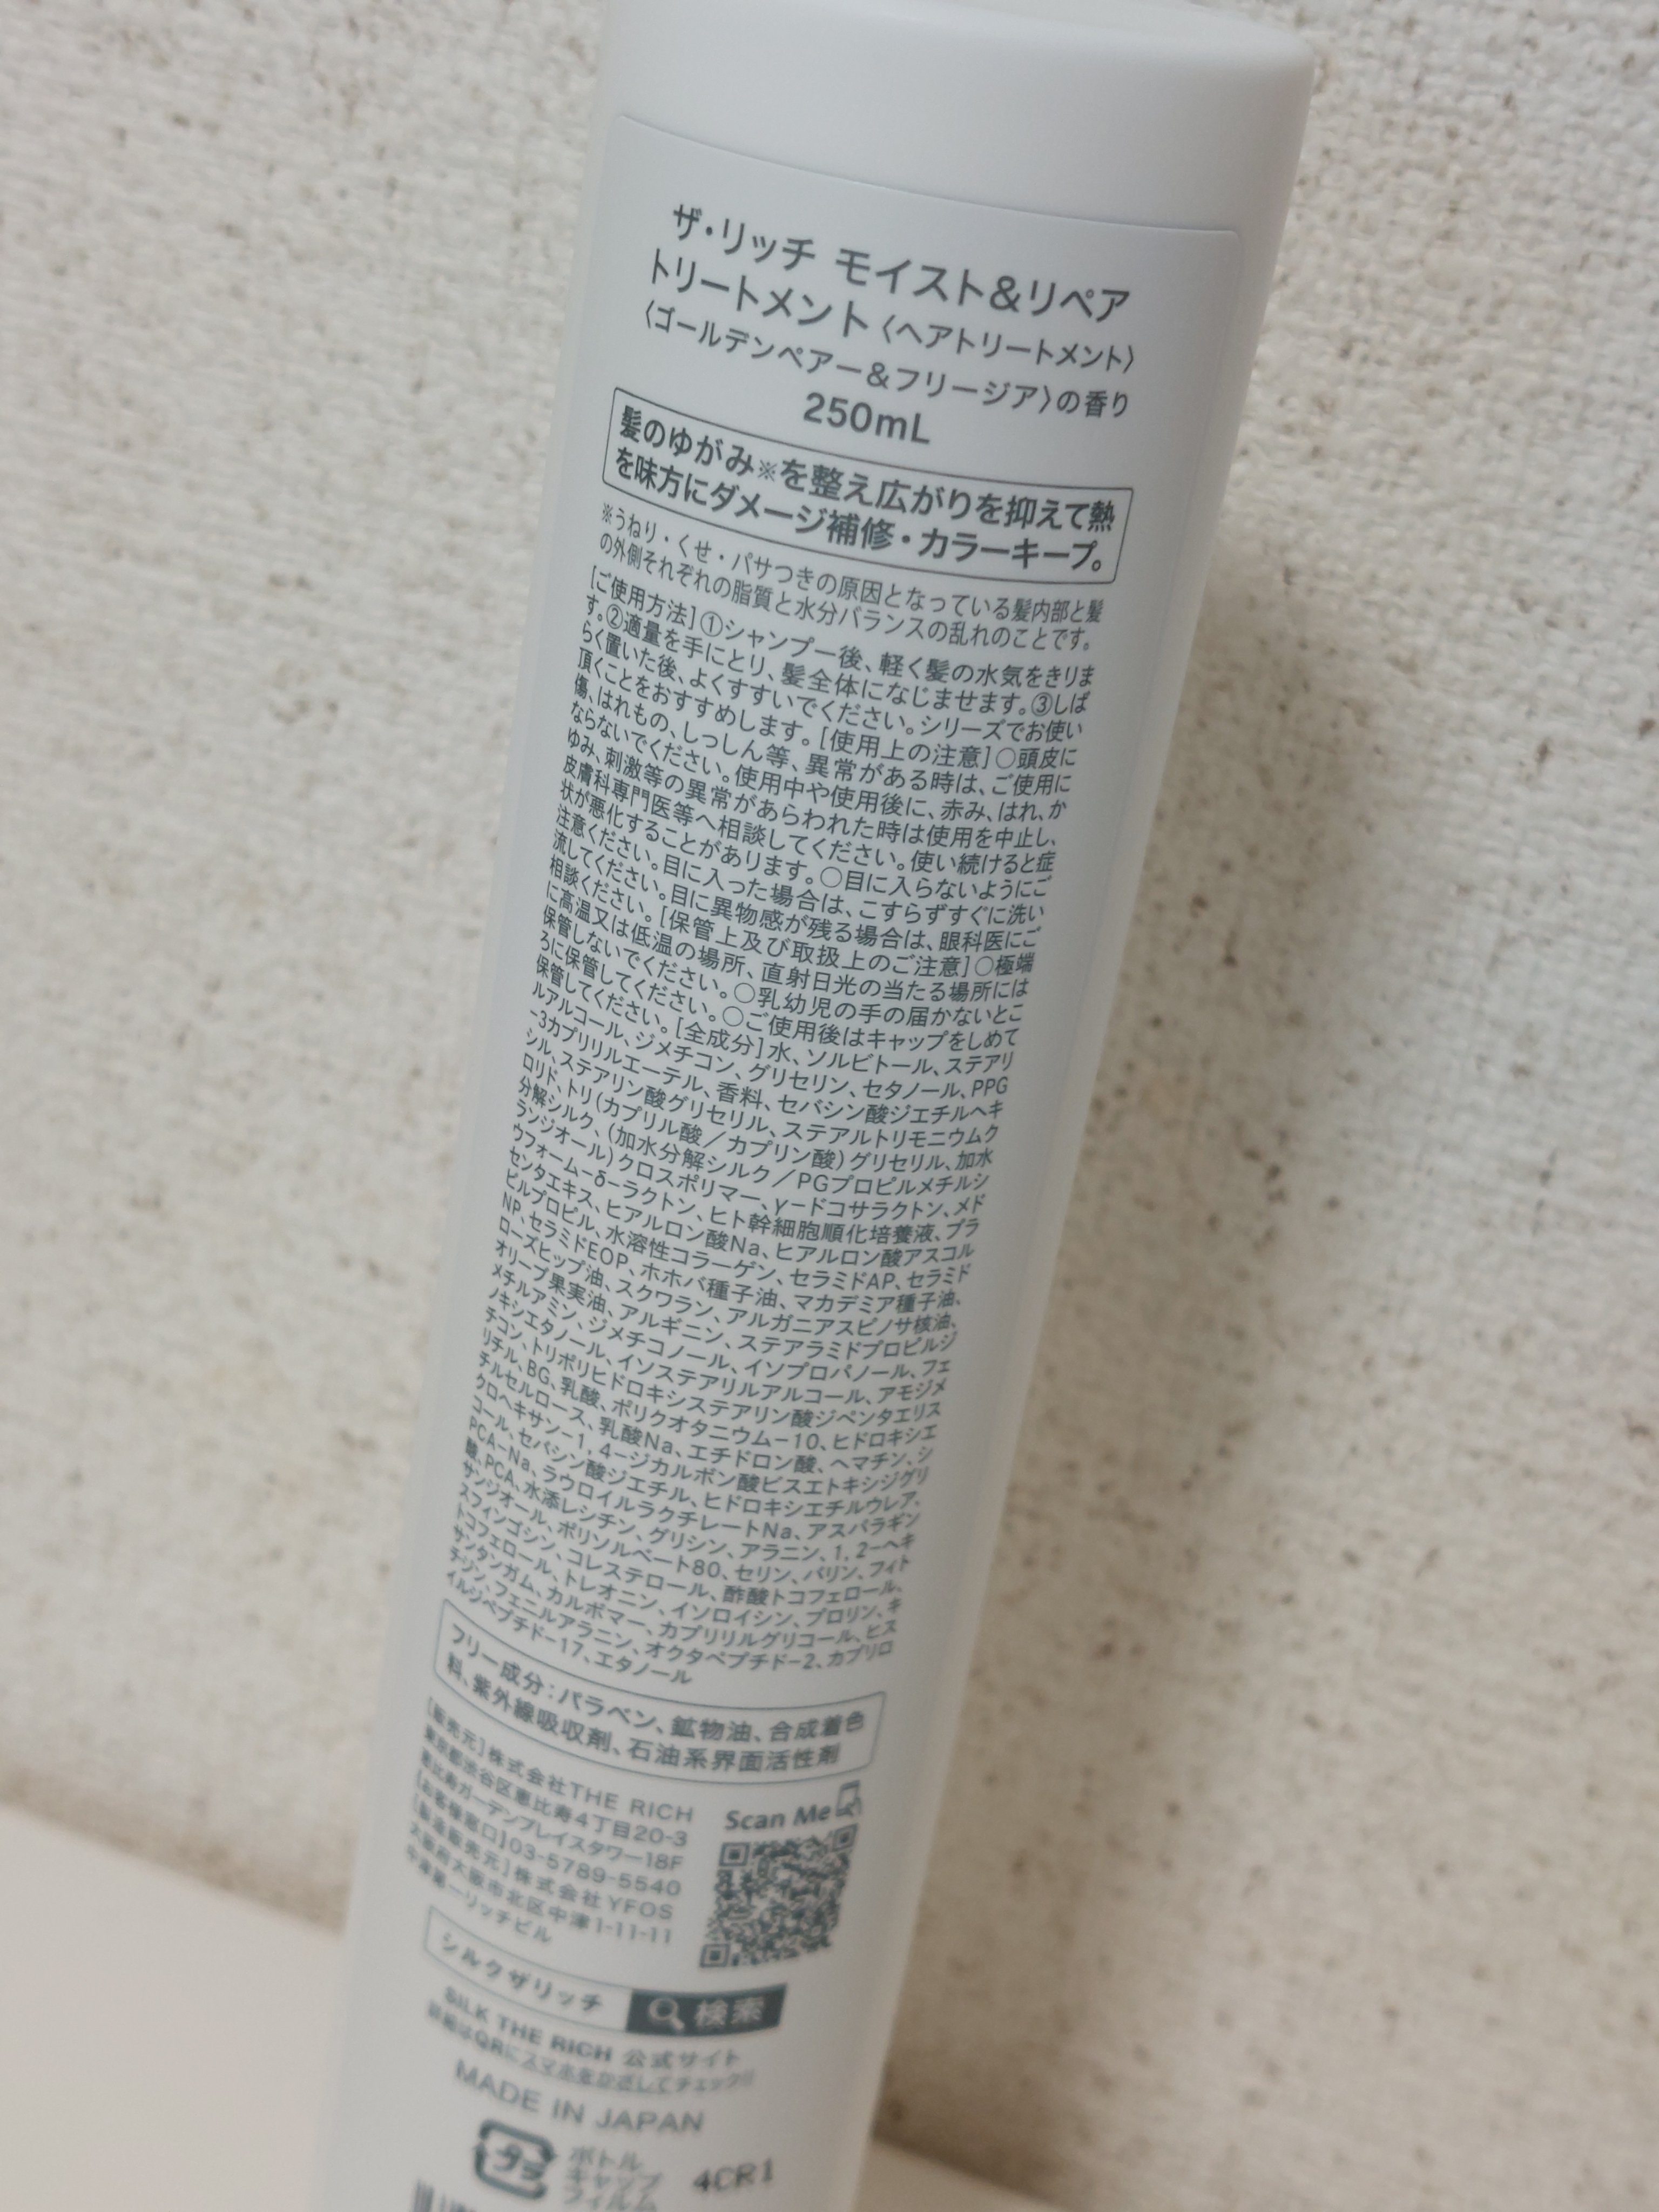 ザ・リッチ モイスト&リペア
トリートメント〈ヘアトリートメント〉
〈ゴールデンペアー&フリージア〉の香り
250mL
髪のゆがみ※を整え広がりを抑えて熱
を味方にダメージ補修・カラーキープ。
※うねり・くせ・パサつきの原因となっている髪内部と髪
の外側それぞれの脂質と水分バランスの乱れのことです。
[ご使用方法]①シャンプー後、軽く髪の水気をきりま
す。②適量を手にとり、髪全体になじませます。③しば
らく置いた後、よくすすいでください。シリーズでお使い
頂くことをおすすめします。[使用上の注意]○頭皮に
傷、はれもの、しっしん等、異常がある時は、ご使用に
ならないでください。使用中や使用後に、赤み、はれ、か
ゆみ、刺激等の異常があらわれた時は使用を中止し、
皮膚科専門医等へ相談してください。使い続けると症
状が悪化することがあります。○目に入らないようにご
注意ください。目に入った場合は、こすらずすぐに洗い
流してください。目に異物感が残る場合は、眼科医にご
相談ください。[保管上及び取扱上のご注意]○極端
に高温又は低温の場所、直射日光の当たる場所には
保管しないでください。○乳幼児の手の届かないとこ
ろに保管してください。○ご使用後はキャップをしめて
保管してください。[全成分]水、ソルビトール、ステアリ
ルアルコール、ジメチコン、グリセリン、セタノール、PPG
-3カプリリルエーテル、香料、セバシン酸ジエチルヘキ
シル、ステアリン酸グリセリル、ステアルトリモニウムク
ロリド、トリ(カプリル酸/カプリン酸)グリセリル、加水
分解シルク、(加水分解シルク/PGプロピルメチルシ
ランジオール)クロスポリマー、γ-ドコサラクトン、メド
ウフォーム-δ-ラクトン、ヒト幹細胞順化培養液、プラ
センタエキス、ヒアルロン酸Na、ヒアルロン酸アスコル
ビルプロピル、水溶性コラーゲン、セラミドAP、セラミド
NP、セラミドEOP、ホホバ種子油、マカデミア種子油、
ローズヒップ油、スクワラン、アルガニアスピノサ核油、
オリーブ果実油、アルギニン、ステアラミドプロピルジ
メチルアミン、ジメチコノール、イソプロパノール、フェ
ノキシエタノール、イソステアリルアルコール、アモジメ
チコン、トリポリヒドロキシステアリン酸ジペンタエリス
リチル、BG、乳酸、ポリクオタニウム-10、ヒドロキシエ
チルセルロース、乳酸Na、エチドロン酸、ヘマチン、シ
クロヘキサン-1,4-ジカルボン酸ビスエトキシジグリ
コール、セバシン酸ジエチル、ヒドロキシエチルウレア、
PCA-Na、ラウロイルラクチレートNa、アスパラギン
酸、PCA、水添レシチン、グリシン、アラニン、1,2-ヘキ
サンジオール、ポリソルベート80、セリン、バリン、フィト
スフィンゴシン、コレステロール、酢酸トコフェロール、
トコフェロール、トレオニン、イソロイシン、プロリン、キ
サンタンガム、カルボマー、カプリリルグリコール、ヒス
チジン、フェニルアラニン、オクタペプチド-2、カプリロ
イルジペプチド-17、エタノール
フリー成分:パラベン、鉱物油、合成着色
料、紫外線吸収剤、石油系界面活性剤
[販売元]株式会社THE RICH
東京都渋谷区恵比寿4丁目20-3
恵比寿ガーデンプレイスタワー18F
[お客様窓口]03-5789-5540
[製造販売元]株式会社YFOS
大阪府大阪市北区中津1-11-11
中津第一リッチビル
Scan Me
シルクザリッチ 検索
SILK THE RICH 公式サイト
詳細はQRにスマホをかざしてチェック!!
MADE IN JAPAN
プラ
ボトル
キャップ
フィルム
4CR1